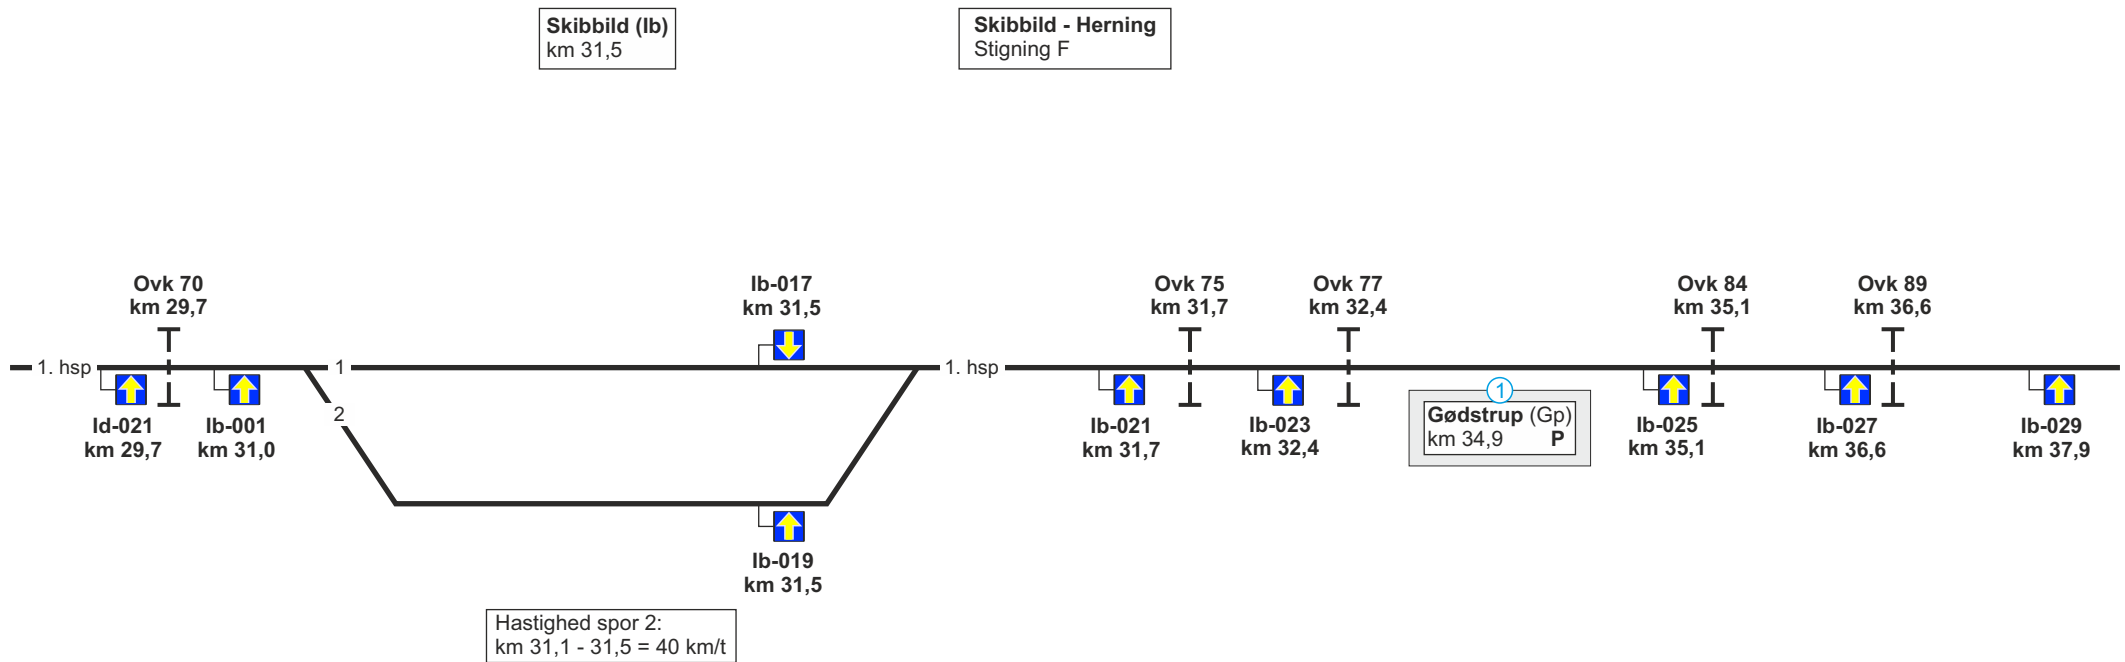 Skibbild (Ib)
km 31,5
Skibbild - Herning
Stigning F
Ovk 70
km 29,7
Ib-017
km 31,5
Ovk 75
km 31,7
Ovk 77
km 32,4
Ovk 84
km 35,1
Ovk 89
km 36,6
1. hsp
1
1. hsp
2
Id-021
km 29,7
Ib-001
km 31,0
Ib-021
km 31,7
Ib-023
km 32,4
1
Gødstrup (Gp)
km 34,9 P
Ib-025
km 35,1
Ib-027
km 36,6
Ib-029
km 37,9
Ib-019
km 31,5
Hastighed spor 2:
km 31,1 - 31,5 = 40 km/t